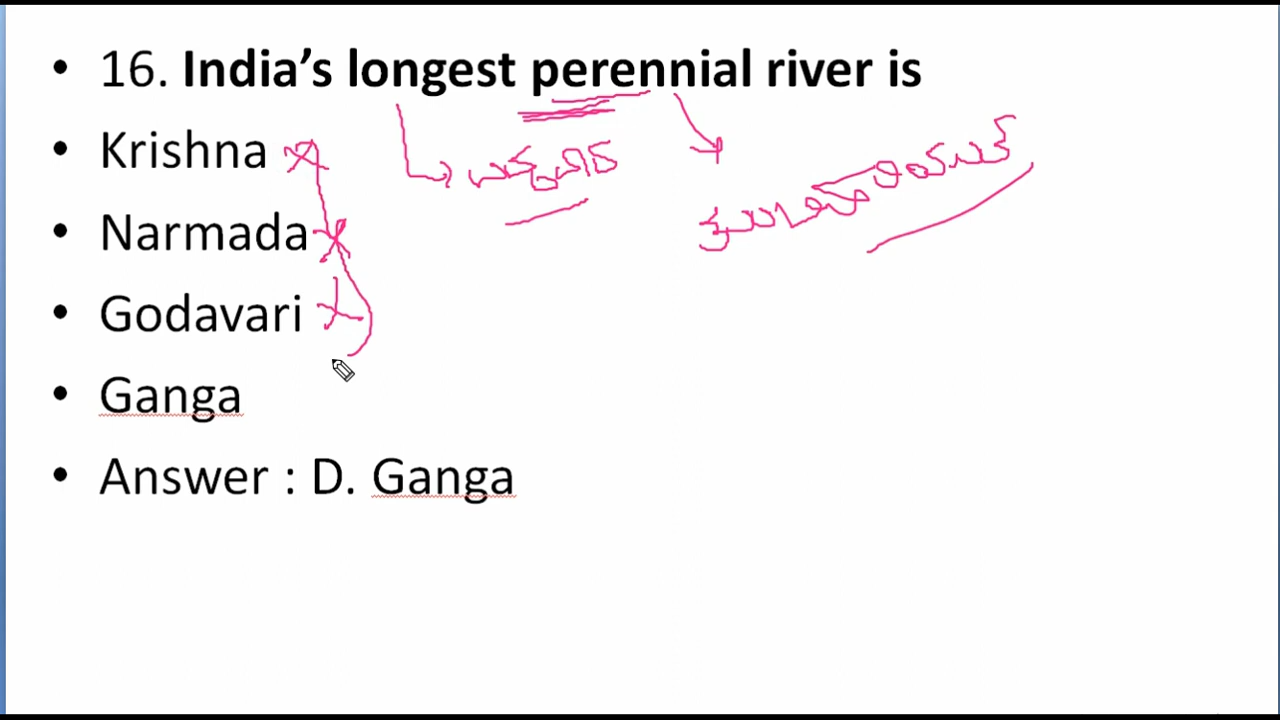 • 16. India's longest perennial river is
• Krishna
• Narmada
• Godavari
• Ganga
• Answer : D. Ganga